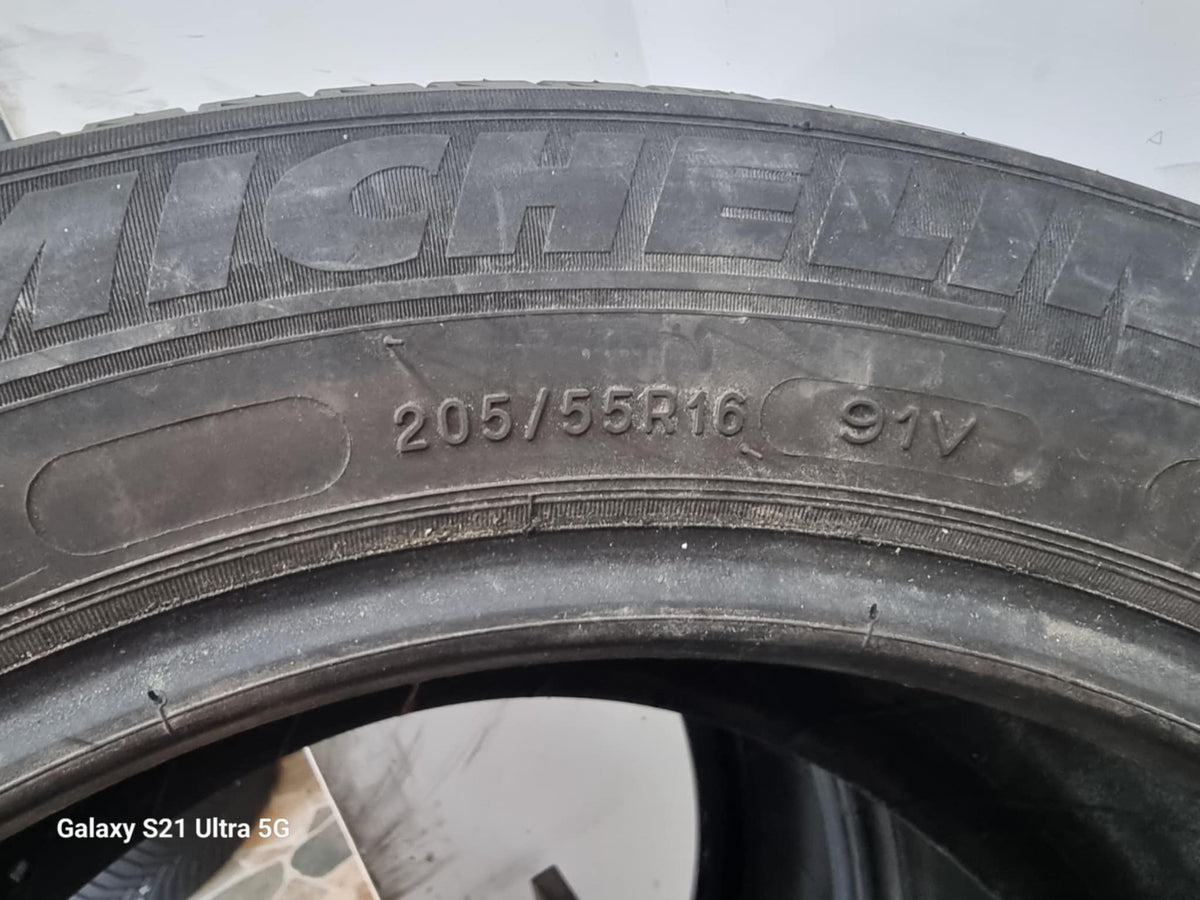 MICHELIN
205/55R16 91V
Galaxy S21 Ultra 5G